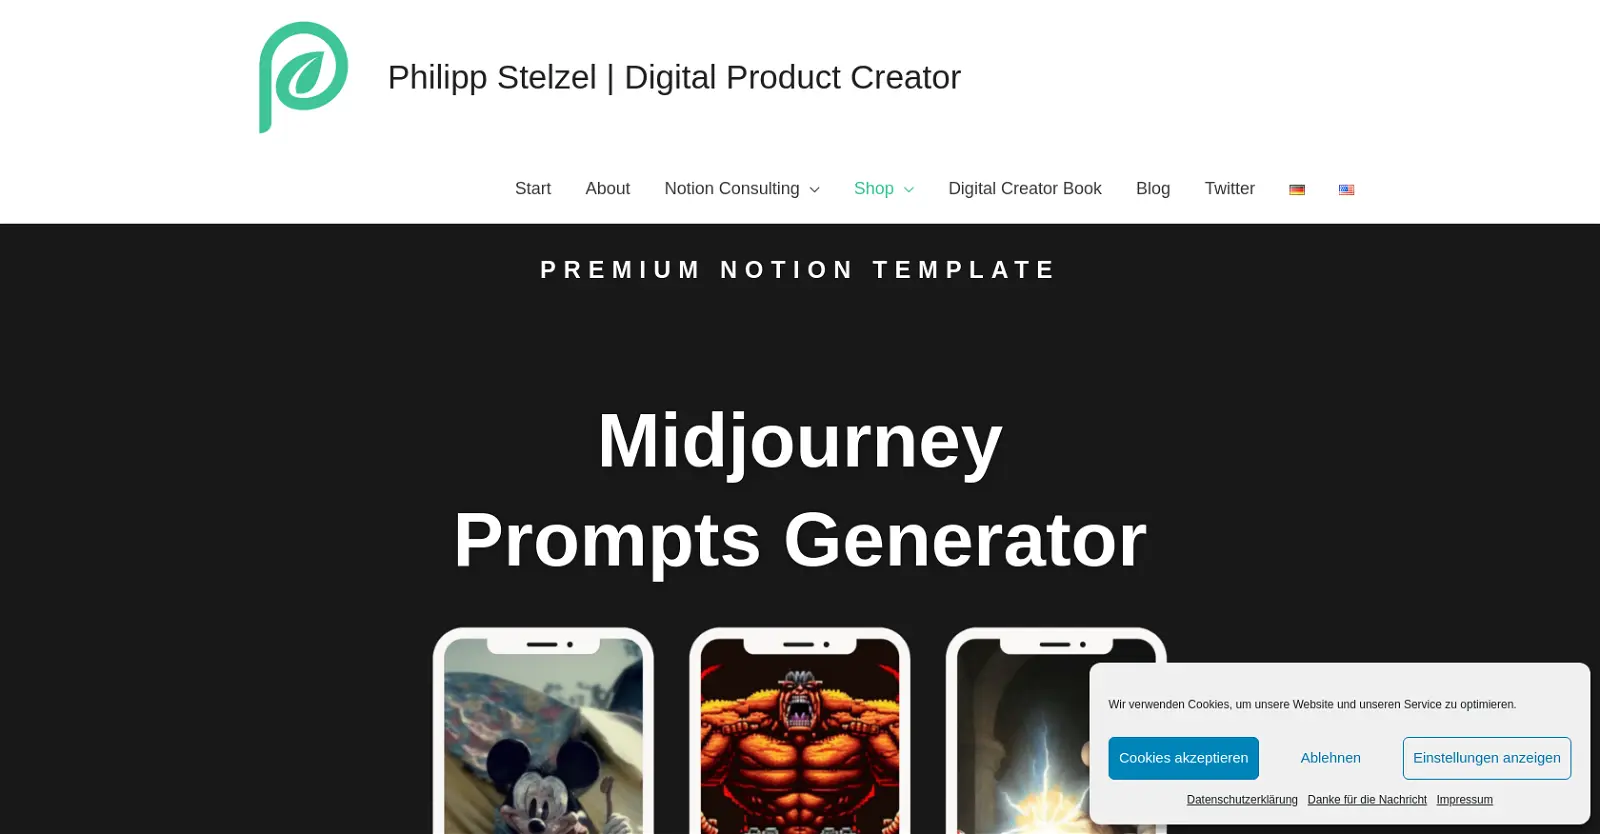 Philipp Stelzel | Digital Product Creator
Start About Notion Consulting Shop Digital Creator Book Blog Twitter
PREMIUM NOTION TEMPLATE
Midjourney
Prompts Generator
Wir verwenden Cookies, um unsere Website und unseren Service zu optimieren.
Cookies akzeptieren Ablehnen Einstellungen anzeigen
Datenschutzerklärung Danke für die Nachricht Impressum